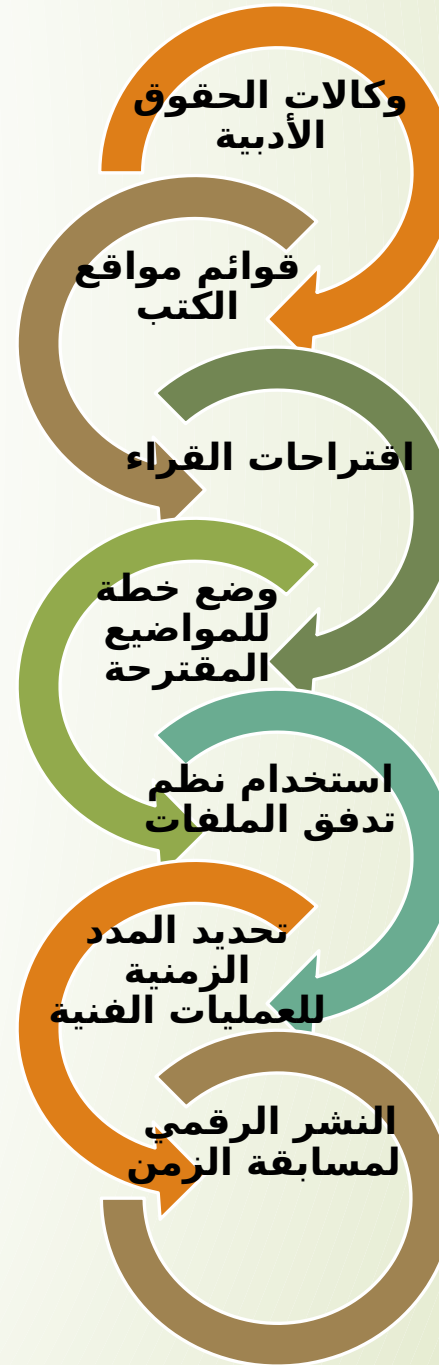 وكالات الحقوق
الأدبية
قوائم مواقع
الكتب
اقتراحات القراء
وضع خطة
للمواضيع
المقترحة
استخدام نظم
تدفق الملفات
تحديد المدد
الزمنية
للعمليات الفنية
النشر الرقمي
لمسابقة الزمن